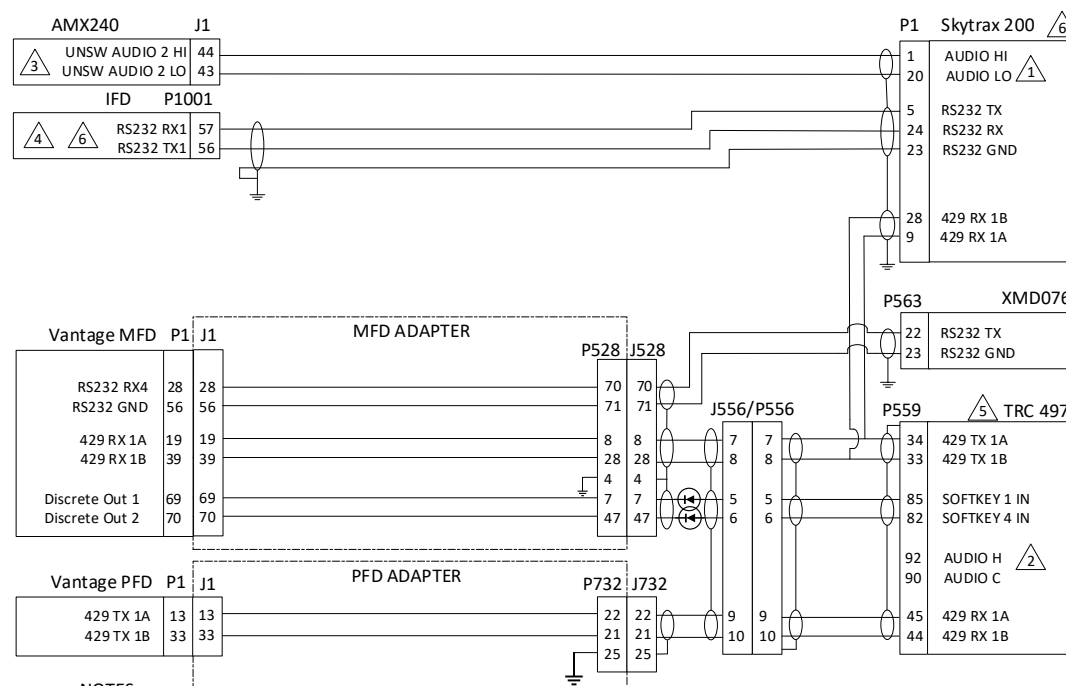 AMX240 J1
3 UNSW AUDIO 2 HI 44
UNSW AUDIO 2 LO 43
IFD P1001
4 6 RS232 RX1 57
RS232 TX1 56
P1 Skytrax 200 6
1 AUDIO HI
20 AUDIO LO 1
5 RS232 TX
24 RS232 RX
23 RS232 GND
28 429 RX 1B
9 429 RX 1A
P563 XMD076
22 RS232 TX
23 RS232 GND
MFD ADAPTER
Vantage MFD P1 J1
P528 J528
RS232 RX4 28 28 70 70
RS232 GND 56 56 71 71
429 RX 1A 19 19 8 8
429 RX 1B 39 39 28 28
4 4
Discrete Out 1 69 69 7 7
Discrete Out 2 70 70 47 47
J556/P556
7 7
8 8
5 5
6 6
9 9
10 10
P559 5 TRC 497
34 429 TX 1A
33 429 TX 1B
85 SOFTKEY 1 IN
82 SOFTKEY 4 IN
92 AUDIO H 2
90 AUDIO C
45 429 RX 1A
44 429 RX 1B
PFD ADAPTER
Vantage PFD P1 J1
P732 J732
429 TX 1A 13 13 22 22
429 TX 1B 33 33 21 21
25 25
NOTES